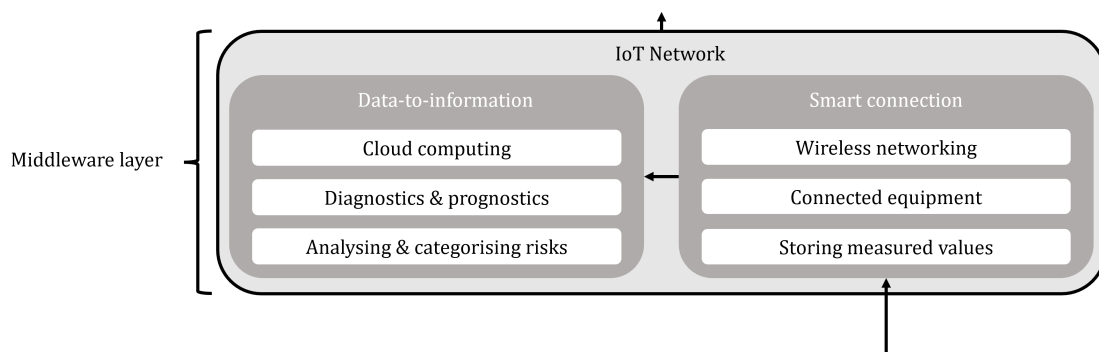 IoT Network
Middleware layer
Data-to-information
Cloud computing
Diagnostics & prognostics
Analysing & categorising risks
Smart connection
Wireless networking
Connected equipment
Storing measured values